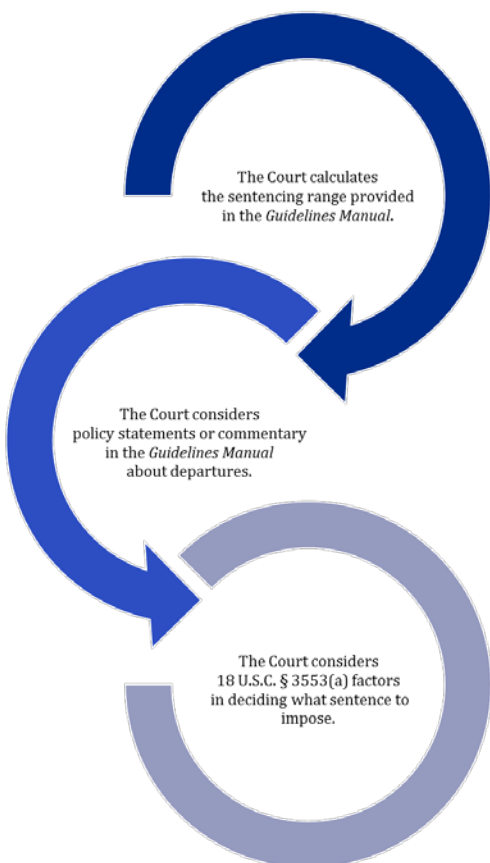 The Court calculates
the sentencing range provided
in the Guidelines Manual.
The Court considers
policy statements or commentary
in the Guidelines Manual
about departures.
The Court considers
18 U.S.C. § 3553(a) factors
in deciding what sentence to
impose.